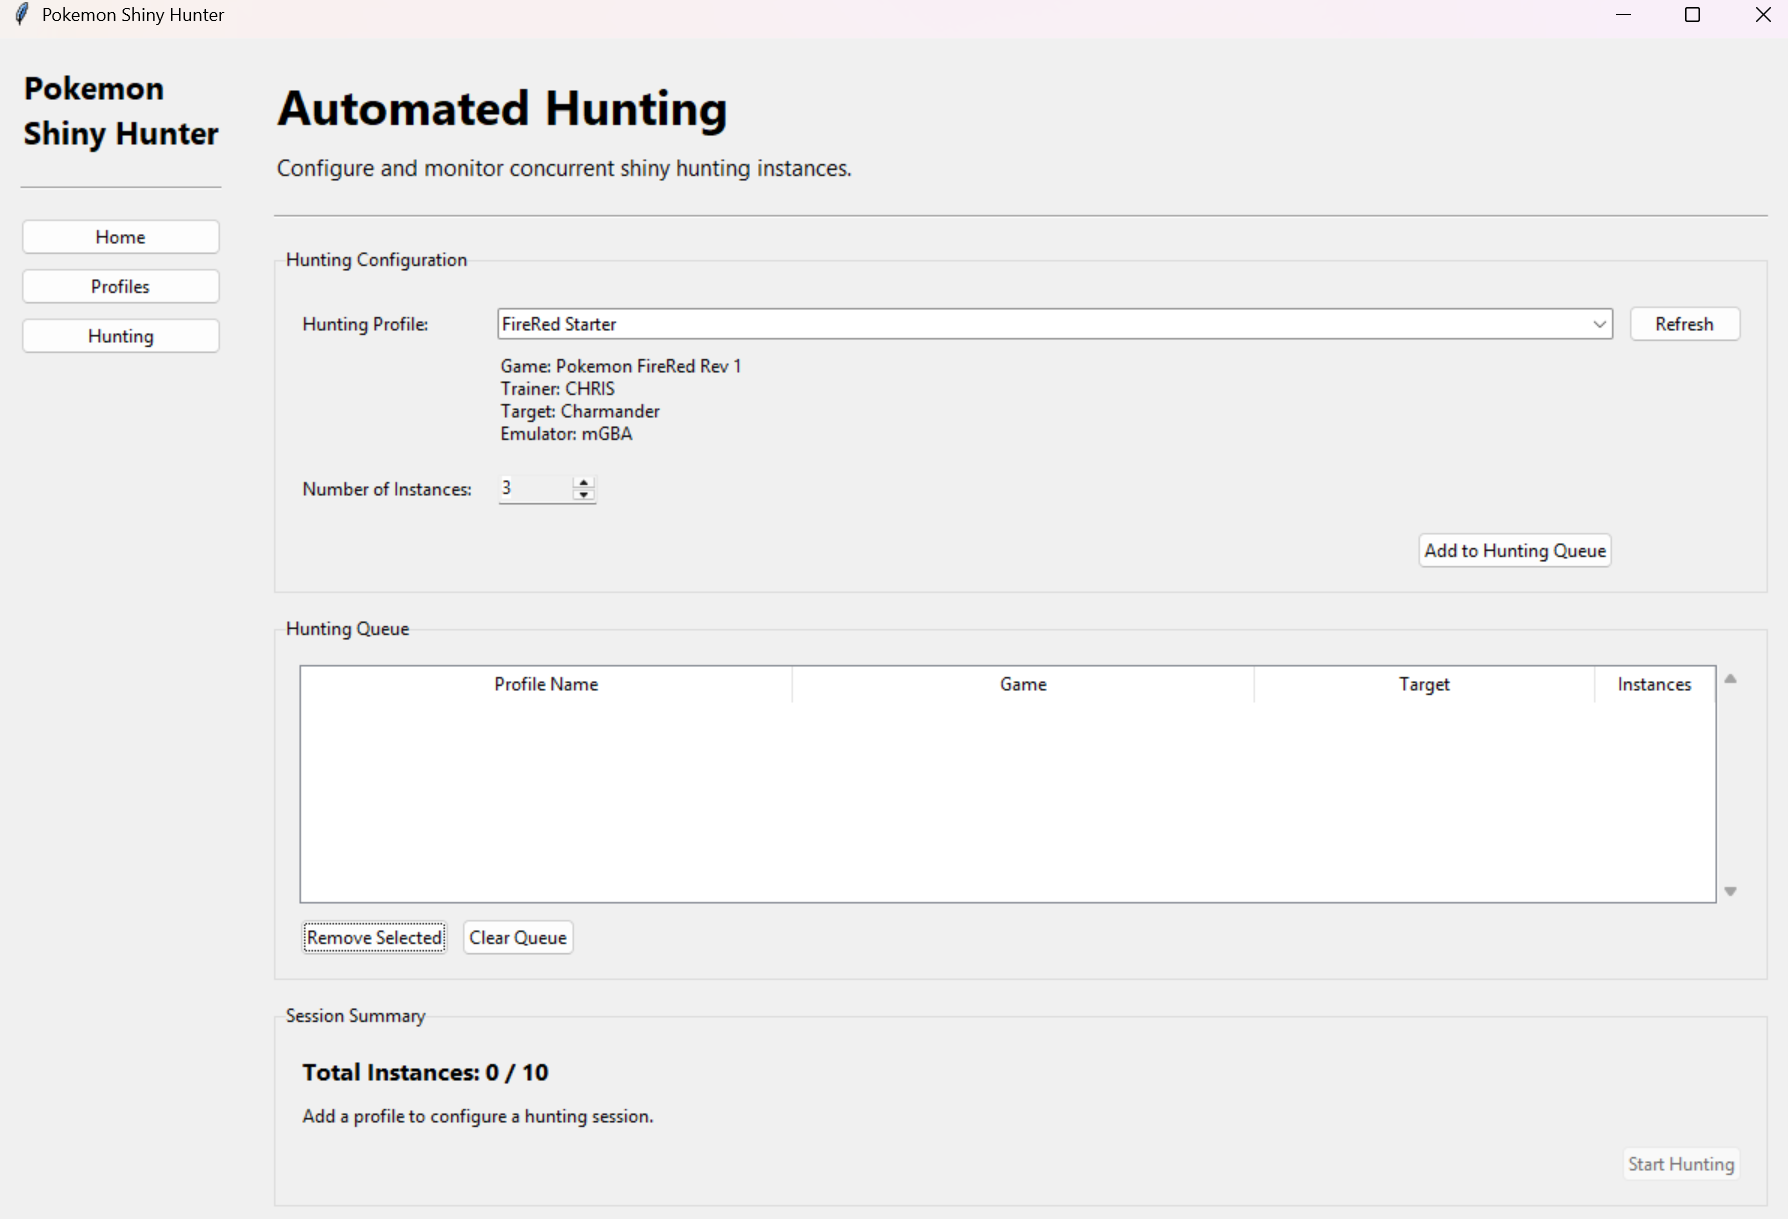 Pokemon Shiny Hunter
Pokemon
Shiny Hunter
Home
Profiles
Hunting
Automated Hunting
Configure and monitor concurrent shiny hunting instances.
Hunting Configuration
Hunting Profile:
FireRed Starter
Refresh
Game: Pokemon FireRed Rev 1
Trainer: CHRIS
Target: Charmander
Emulator: mGBA
Number of Instances:
3
Add to Hunting Queue
Hunting Queue
Profile Name Game Target Instances
Remove Selected Clear Queue
Session Summary
Total Instances: 0 / 10
Add a profile to configure a hunting session.
Start Hunting